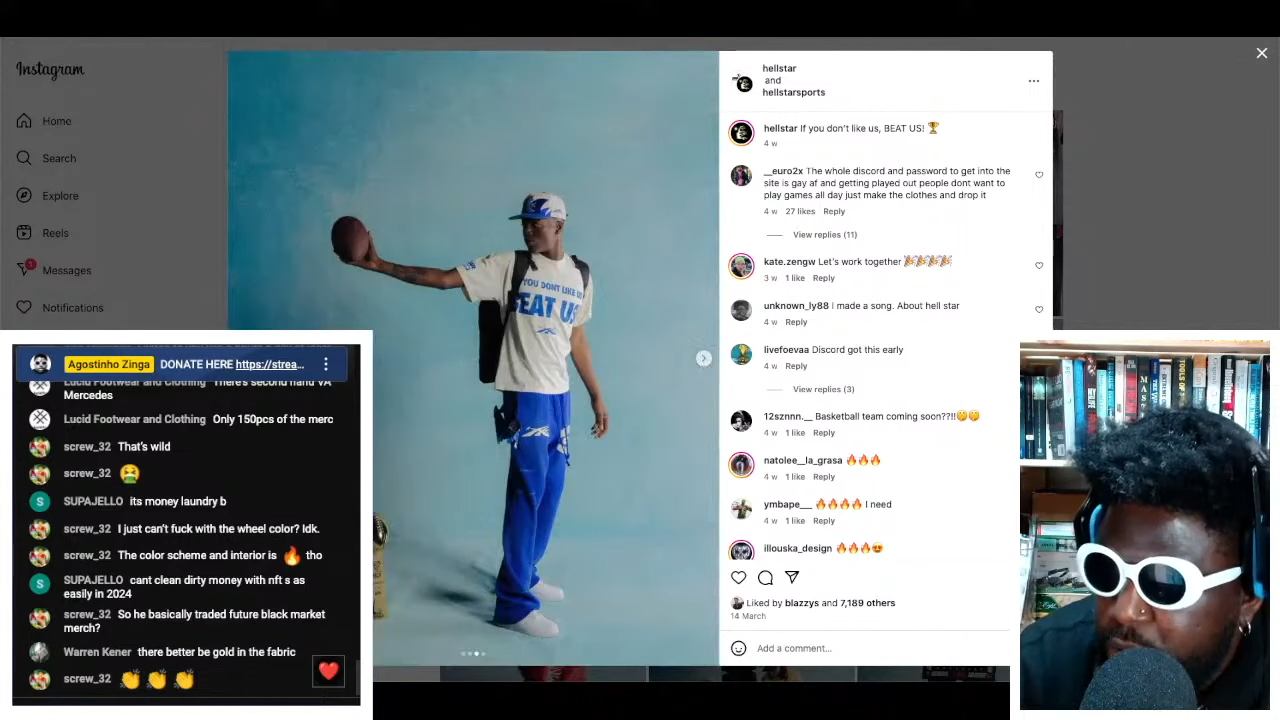 Instagram
Home
Search
Explore
Reels
1
Messages
Notifications
YOU DONT LIKE US
BEAT US
hellstar
and
hellstarsports
hellstar If you don't like us, BEAT US! 🏆
4 w
__euro2x The whole discord and password to get into the
site is gay af and getting played out people dont want to
play games all day just make the clothes and drop it
4 w 27 likes Reply
View replies (11)
kate.zengw Let's work together 🎉🎉🎉🎉
3 w 1 like Reply
unknown_ly88 I made a song. About hell star
4 w Reply
livefoevaa Discord got this early
4 w Reply
View replies (3)
12sznnn.__ Basketball team coming soon??!!😳😳
4 w 1 like Reply
natolee__la_grasa 🔥🔥🔥
4 w 1 like Reply
ymbape___ 🔥🔥🔥🔥 I need
4 w 1 like Reply
illouska_design 🔥🔥🔥😍
Liked by blazzys and 7,189 others
14 March
Add a comment...
Agostinho Zinga DONATE HERE https://strea...
Lucid Footwear and Clothing There's second hand VA
Mercedes
Lucid Footwear and Clothing Only 150pcs of the merc
screw_32 That's wild
screw_32 🤮
S SUPAJELLO its money laundry b
screw_32 I just can't fuck with the wheel color? Idk.
screw_32 The color scheme and interior is 🔥 tho
S SUPAJELLO cant clean dirty money with nft s as
easily in 2024
screw_32 So he basically traded future black market
merch?
Warren Kener there better be gold in the fabric
screw_32 👏 👏 👏